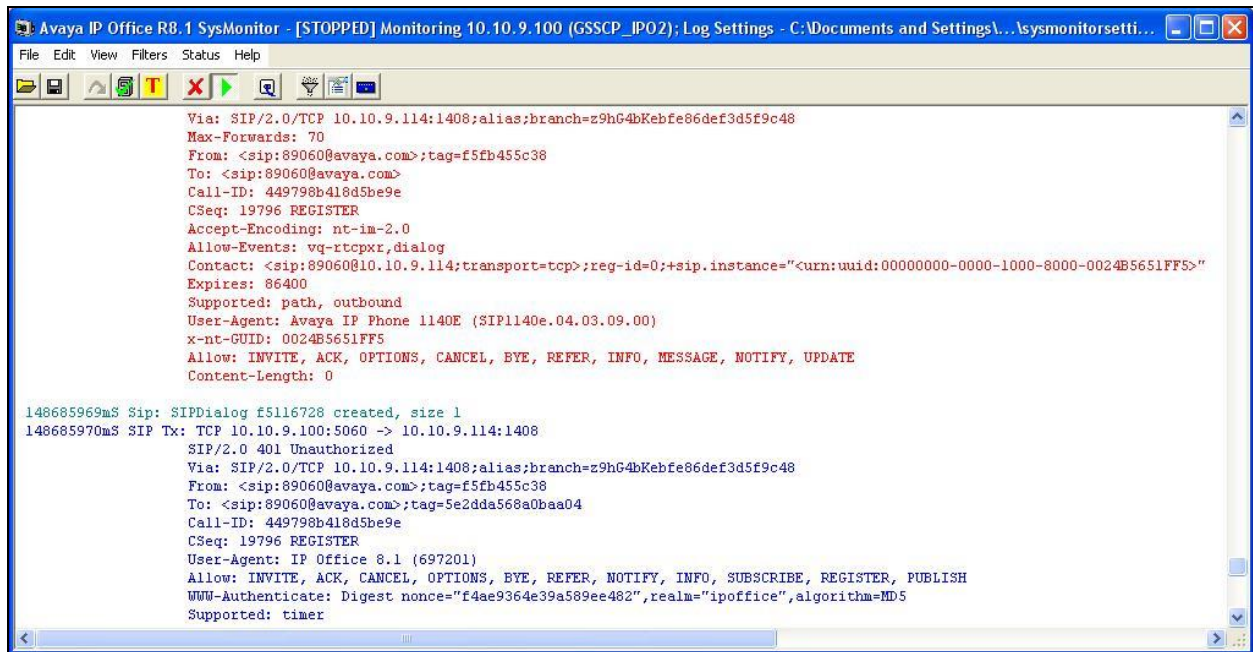 Avaya IP Office R8.1 SysMonitor - [STOPPED] Monitoring 10.10.9.100 (GSSCP_IPO2); Log Settings - C:\Documents and Settings\...\sysmonitorsetti...
File Edit View Filters Status Help
T
Via: SIP/2.0/TCP 10.10.9.114:1408;alias;branch=z9hG4bKebfe86def3d5f9c48
Max-Forwards: 70
From: <sip:89060@avaya.com>;tag=f5fb455c38
To: <sip:89060@avaya.com>
Call-ID: 449798b418d5be9e
CSeq: 19796 REGISTER
Accept-Encoding: nt-im-2.0
Allow-Events: vq-rtcpxr,dialog
Contact: <sip:89060@10.10.9.114;transport=tcp>;reg-id=0;+sip.instance="<urn:uuid:00000000-0000-1000-8000-0024B5651FF5>"
Expires: 86400
Supported: path, outbound
User-Agent: Avaya IP Phone 1140E (SIP1140e.04.03.09.00)
x-nt-GUID: 0024B5651FF5
Allow: INVITE, ACK, OPTIONS, CANCEL, BYE, REFER, INFO, MESSAGE, NOTIFY, UPDATE
Content-Length: 0
148685969mS Sip: SIPDialog f5116728 created, size 1
148685970mS SIP Tx: TCP 10.10.9.100:5060 -> 10.10.9.114:1408
SIP/2.0 401 Unauthorized
Via: SIP/2.0/TCP 10.10.9.114:1408;alias;branch=z9hG4bKebfe86def3d5f9c48
From: <sip:89060@avaya.com>;tag=f5fb455c38
To: <sip:89060@avaya.com>;tag=5e2dda568a0baa04
Call-ID: 449798b418d5be9e
CSeq: 19796 REGISTER
User-Agent: IP Office 8.1 (697201)
Allow: INVITE, ACK, CANCEL, OPTIONS, BYE, REFER, NOTIFY, INFO, SUBSCRIBE, REGISTER, PUBLISH
WWW-Authenticate: Digest nonce="f4ae9364e39a589ee482",realm="ipoffice",algorithm=MD5
Supported: timer